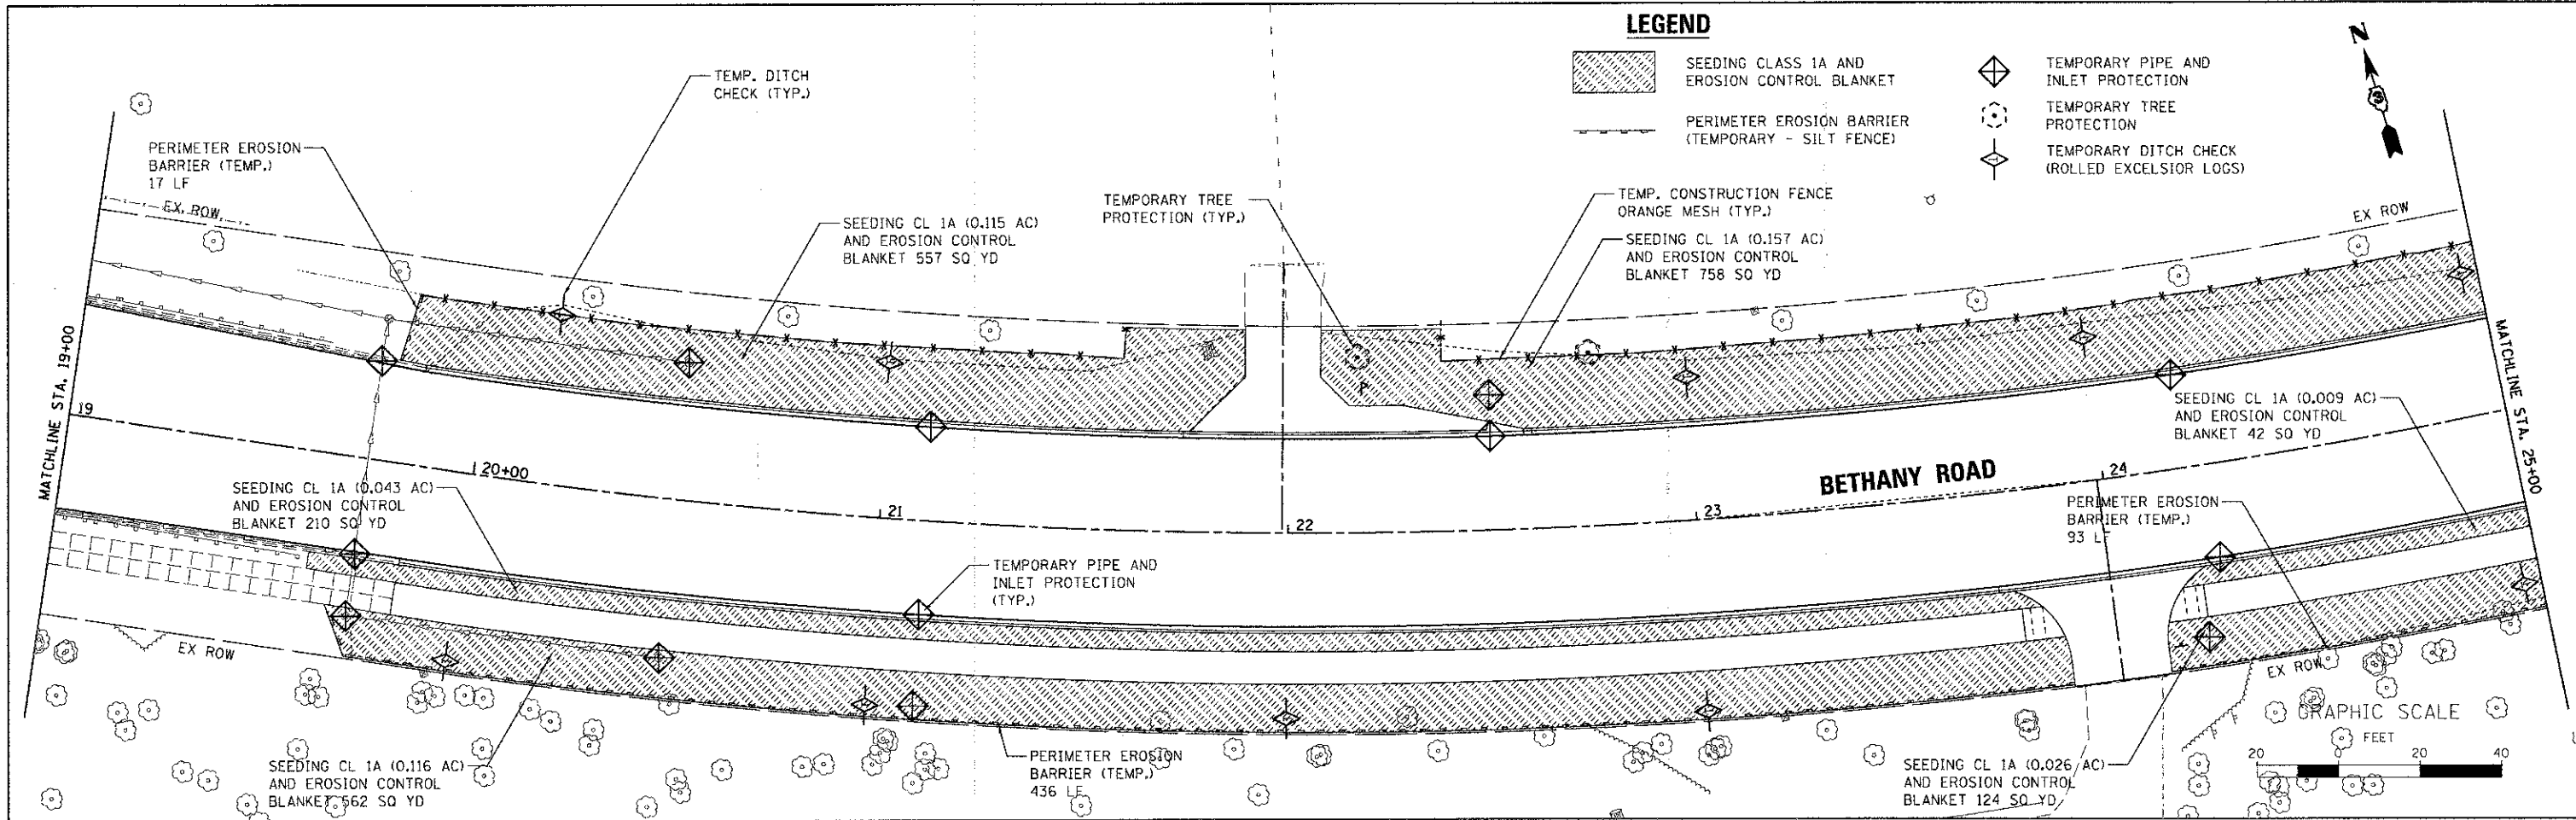 LEGEND
SEEDING CLASS 1A AND
EROSION CONTROL BLANKET
PERIMETER EROSION BARRIER
(TEMPORARY - SILT FENCE)
TEMPORARY PIPE AND
INLET PROTECTION
TEMPORARY TREE
PROTECTION
TEMPORARY DITCH CHECK
(ROLLED EXCELSIOR LOGS)
N
TEMP. DITCH
CHECK (TYP.)
PERIMETER EROSION
BARRIER (TEMP.)
17 LF
EX. ROW
SEEDING CL 1A (0.115 AC)
AND EROSION CONTROL
BLANKET 557 SQ YD
TEMPORARY TREE
PROTECTION (TYP.)
TEMP. CONSTRUCTION FENCE
ORANGE MESH (TYP.)
SEEDING CL 1A (0.157 AC)
AND EROSION CONTROL
BLANKET 758 SQ YD
EX ROW
MATCHLINE STA. 19+00
MATCHLINE STA. 25+00
19
20+00
21
22
23
24
BETHANY ROAD
SEEDING CL 1A (0.009 AC)
AND EROSION CONTROL
BLANKET 42 SQ YD
SEEDING CL 1A (0.043 AC)
AND EROSION CONTROL
BLANKET 210 SQ YD
PERIMETER EROSION
BARRIER (TEMP.)
93 LF
TEMPORARY PIPE AND
INLET PROTECTION
(TYP.)
EX ROW
EX ROW
SEEDING CL 1A (0.116 AC)
AND EROSION CONTROL
BLANKET 562 SQ YD
PERIMETER EROSION
BARRIER (TEMP.)
436 LF
SEEDING CL 1A (0.026 AC)
AND EROSION CONTROL
BLANKET 124 SQ YD
GRAPHIC SCALE
FEET
20 0 20 40